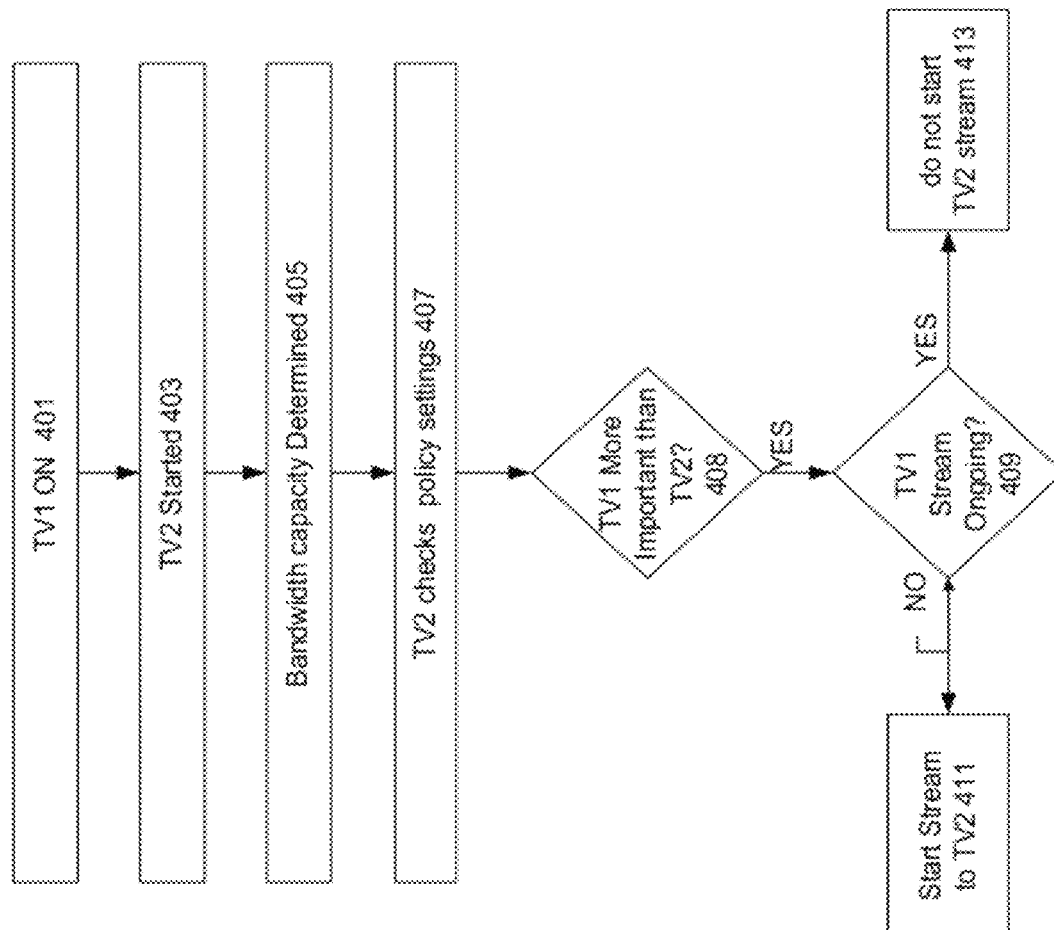 TV1 ON 401
TV2 Started 403
Bandwidth capacity Determined 405
TV2 checks policy settings 407
TV1 More
Important than
TV2?
408
YES
TV1
Stream
Ongoing?
409
NO
YES
Start Stream
to TV2 411
do not start
TV2 stream 413